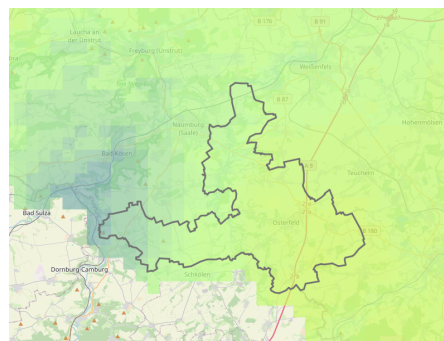 Laucha an
der Unstrut
B 176
B 91
Freyburg (Unstrut)
Weißenfels
B 87
Naumburg
(Saale)
Hohenmölsen
Bad Kösen
A 9
Teuchern
Bad Sulza
Osterfeld
B 180
Dornburg-Camburg
Schkölen